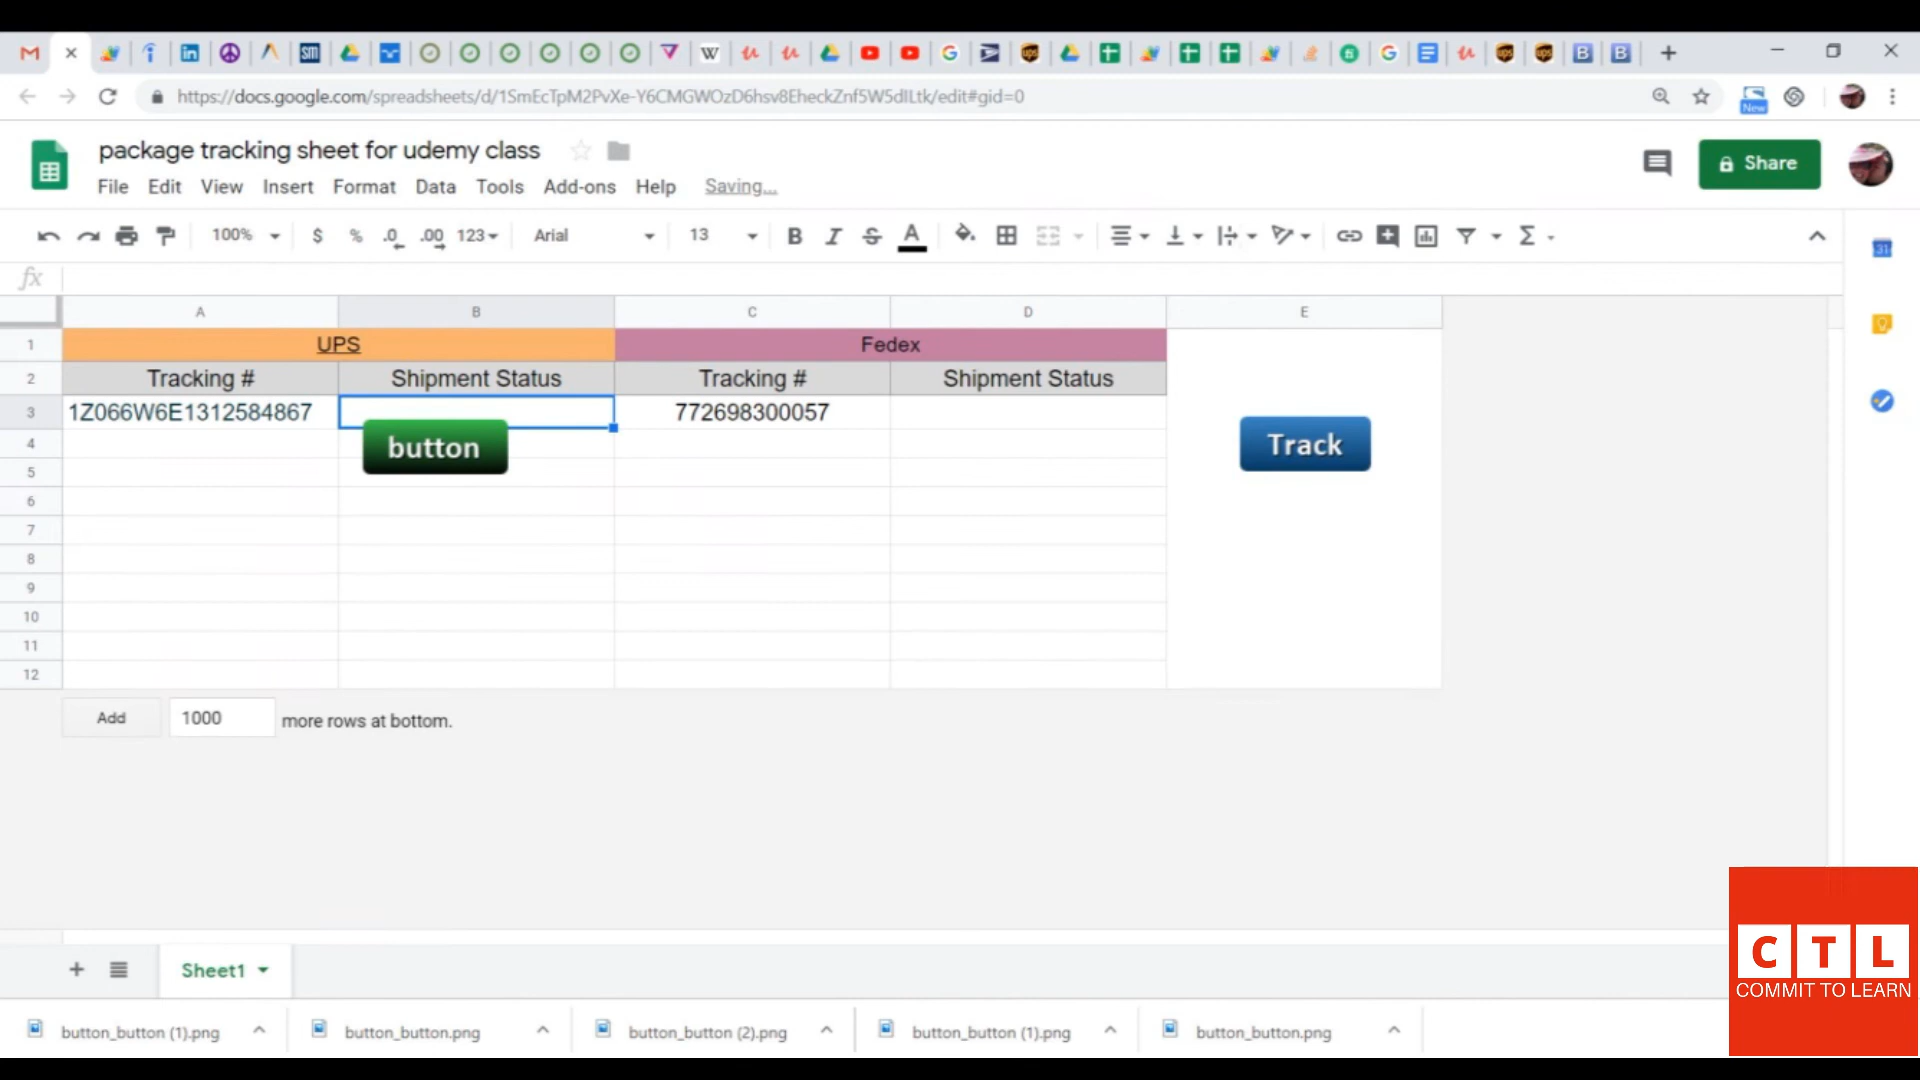 https://docs.google.com/spreadsheets/d/1SmEcTpM2PvXe-Y6CMGWOzD6hsv8EheckZnf5W5dILtk/edit#gid=0
New
package tracking sheet for udemy class
File Edit View Insert Format Data Tools Add-ons Help Saving...
Share
100% $ % .0 .00 123 Arial 13 B I S A Σ
31
fx
A B C D E
1 UPS Fedex
2 Tracking # Shipment Status Tracking # Shipment Status
3 1Z066W6E1312584867 772698300057
button
Track
4
5
6
7
8
9
10
11
12
Add 1000 more rows at bottom.
Sheet1
C T L
COMMIT TO LEARN
button_button (1).png button_button.png button_button (2).png button_button (1).png button_button.png